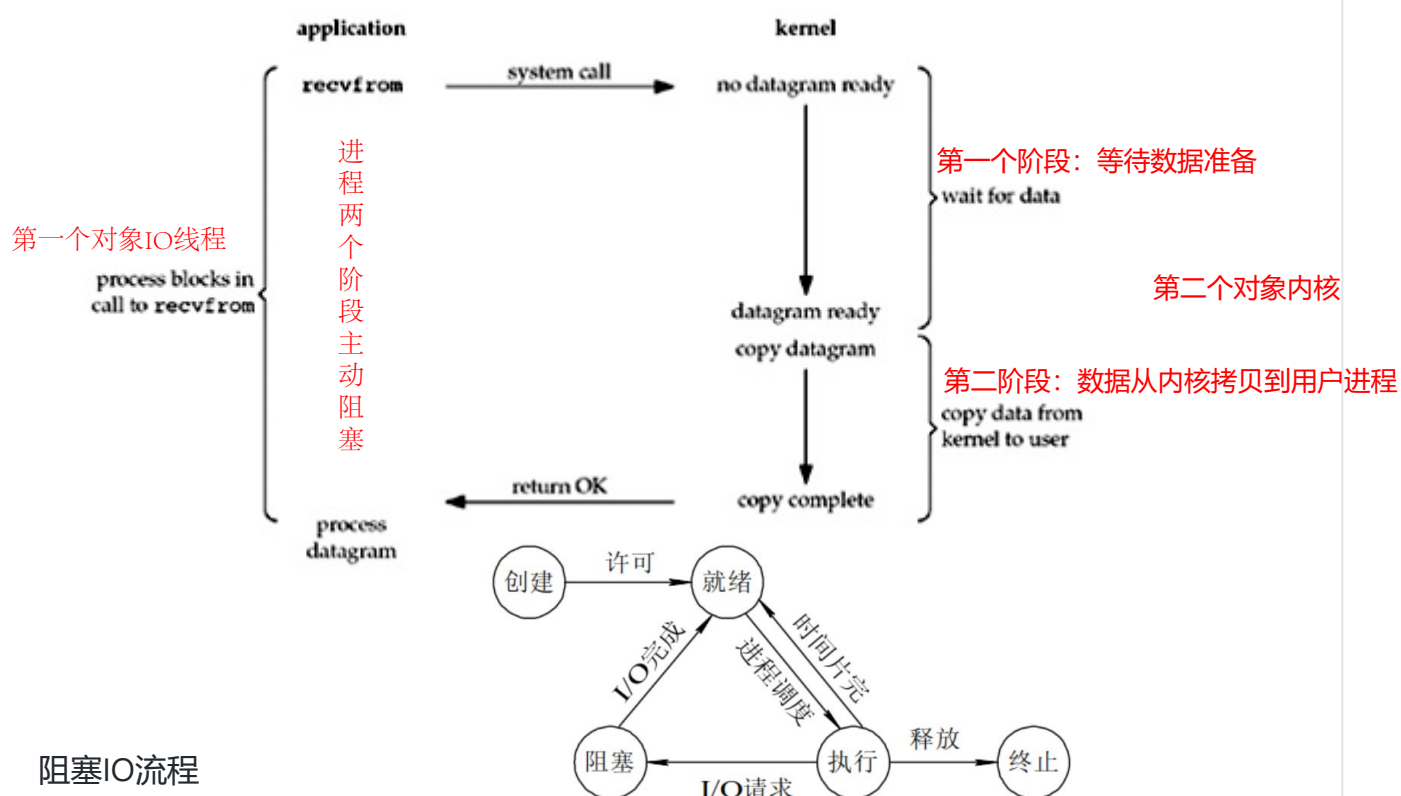 application
kernel
recvfrom
system call
no datagram ready
进程两个阶段主动阻塞
第一个阶段：等待数据准备
wait for data
第一个对象IO线程
process blocks in
call to recvfrom
第二个对象内核
datagram ready
copy datagram
第二阶段：数据从内核拷贝到用户进程
copy data from
kernel to user
return OK
copy complete
process
datagram
创建
许可
就绪
I/O完成
进程调度
时间片完
阻塞
执行
释放
终止
I/O请求
阻塞IO流程